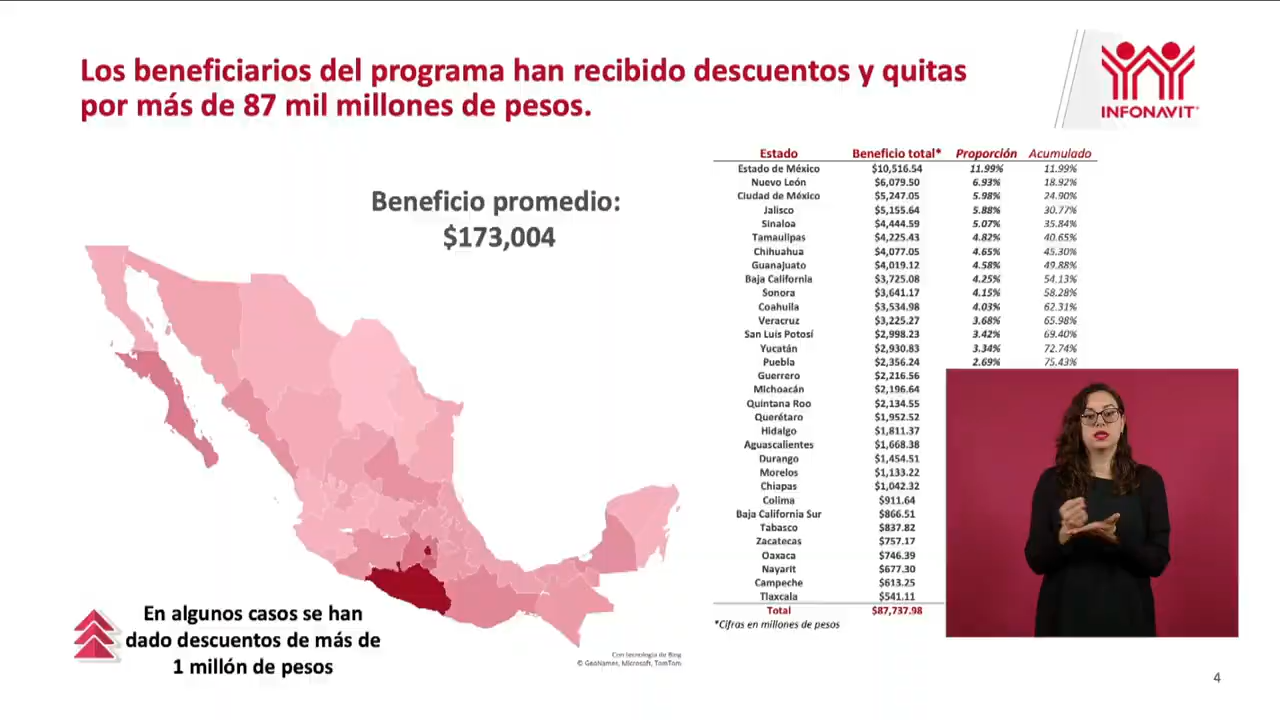 Los beneficiarios del programa han recibido descuentos y quitas
por más de 87 mil millones de pesos.
INFONAVIT
Beneficio promedio:
$173,004
Estado Beneficio total* Proporción Acumulado
Estado de México $10,516.54 11.99% 11.99%
Nuevo León $6,079.50 6.93% 18.92%
Ciudad de México $5,247.05 5.98% 24.90%
Jalisco $5,155.64 5.88% 30.77%
Sinaloa $4,444.59 5.07% 35.84%
Tamaulipas $4,225.43 4.82% 40.65%
Chihuahua $4,077.05 4.65% 45.30%
Guanajuato $4,019.12 4.58% 49.88%
Baja California $3,725.08 4.25% 54.13%
Sonora $3,641.17 4.15% 58.28%
Coahuila $3,534.98 4.03% 62.31%
Veracruz $3,225.27 3.68% 65.98%
San Luis Potosí $2,998.23 3.42% 69.40%
Yucatán $2,930.83 3.34% 72.74%
Puebla $2,356.24 2.69% 75.43%
Guerrero $2,216.56
Michoacán $2,196.64
Quintana Roo $2,134.55
Querétaro $1,952.52
Hidalgo $1,811.37
Aguascalientes $1,668.38
Durango $1,454.51
Morelos $1,133.22
Chiapas $1,042.32
Colima $911.64
Baja California Sur $866.51
Tabasco $837.82
Zacatecas $757.17
Oaxaca $746.39
Nayarit $677.30
Campeche $613.25
Tlaxcala $541.11
Total $87,737.98
*Cifras en millones de pesos
En algunos casos se han
dado descuentos de más de
1 millón de pesos
Con tecnología de Bing
© GeoNames, Microsoft, TomTom
4